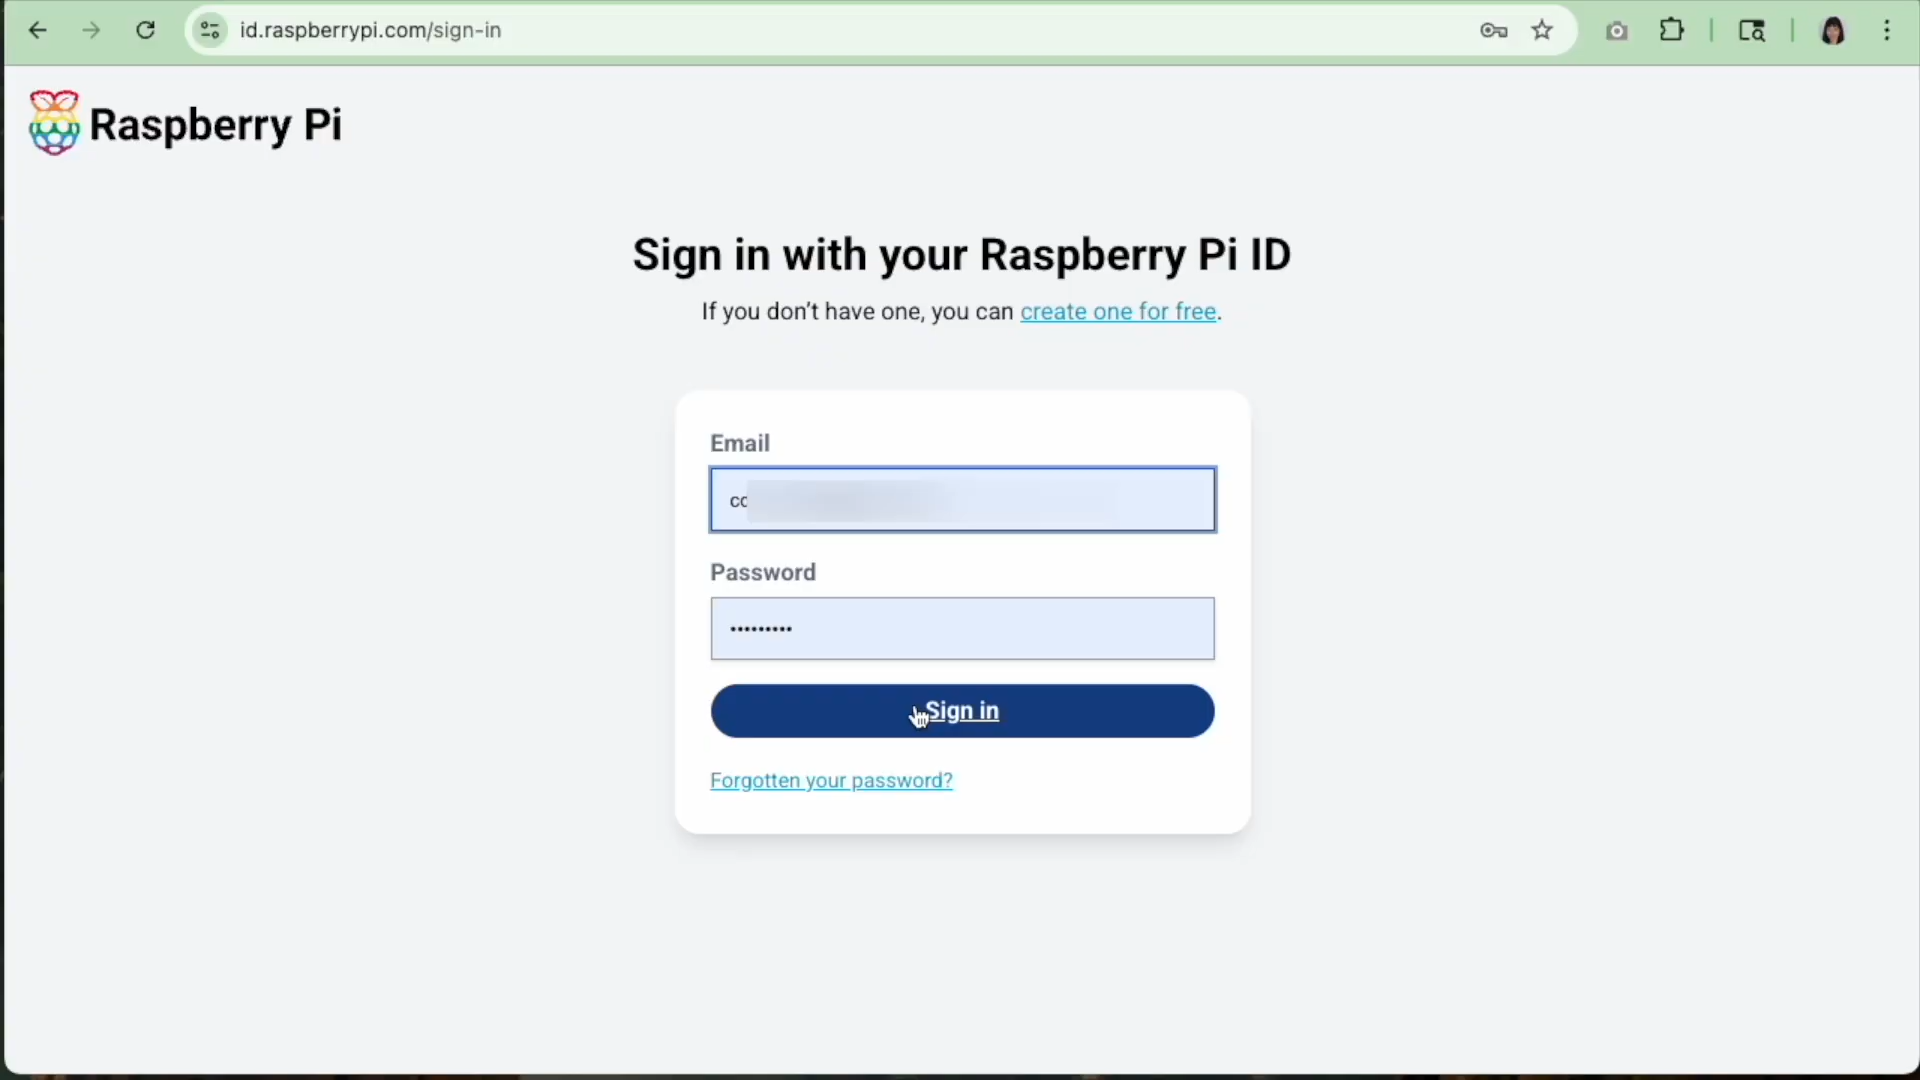 id.raspberrypi.com/sign-in
Raspberry Pi
Sign in with your Raspberry Pi ID
If you don’t have one, you can create one for free.
Email
Password
•••••••••
Sign in
Forgotten your password?